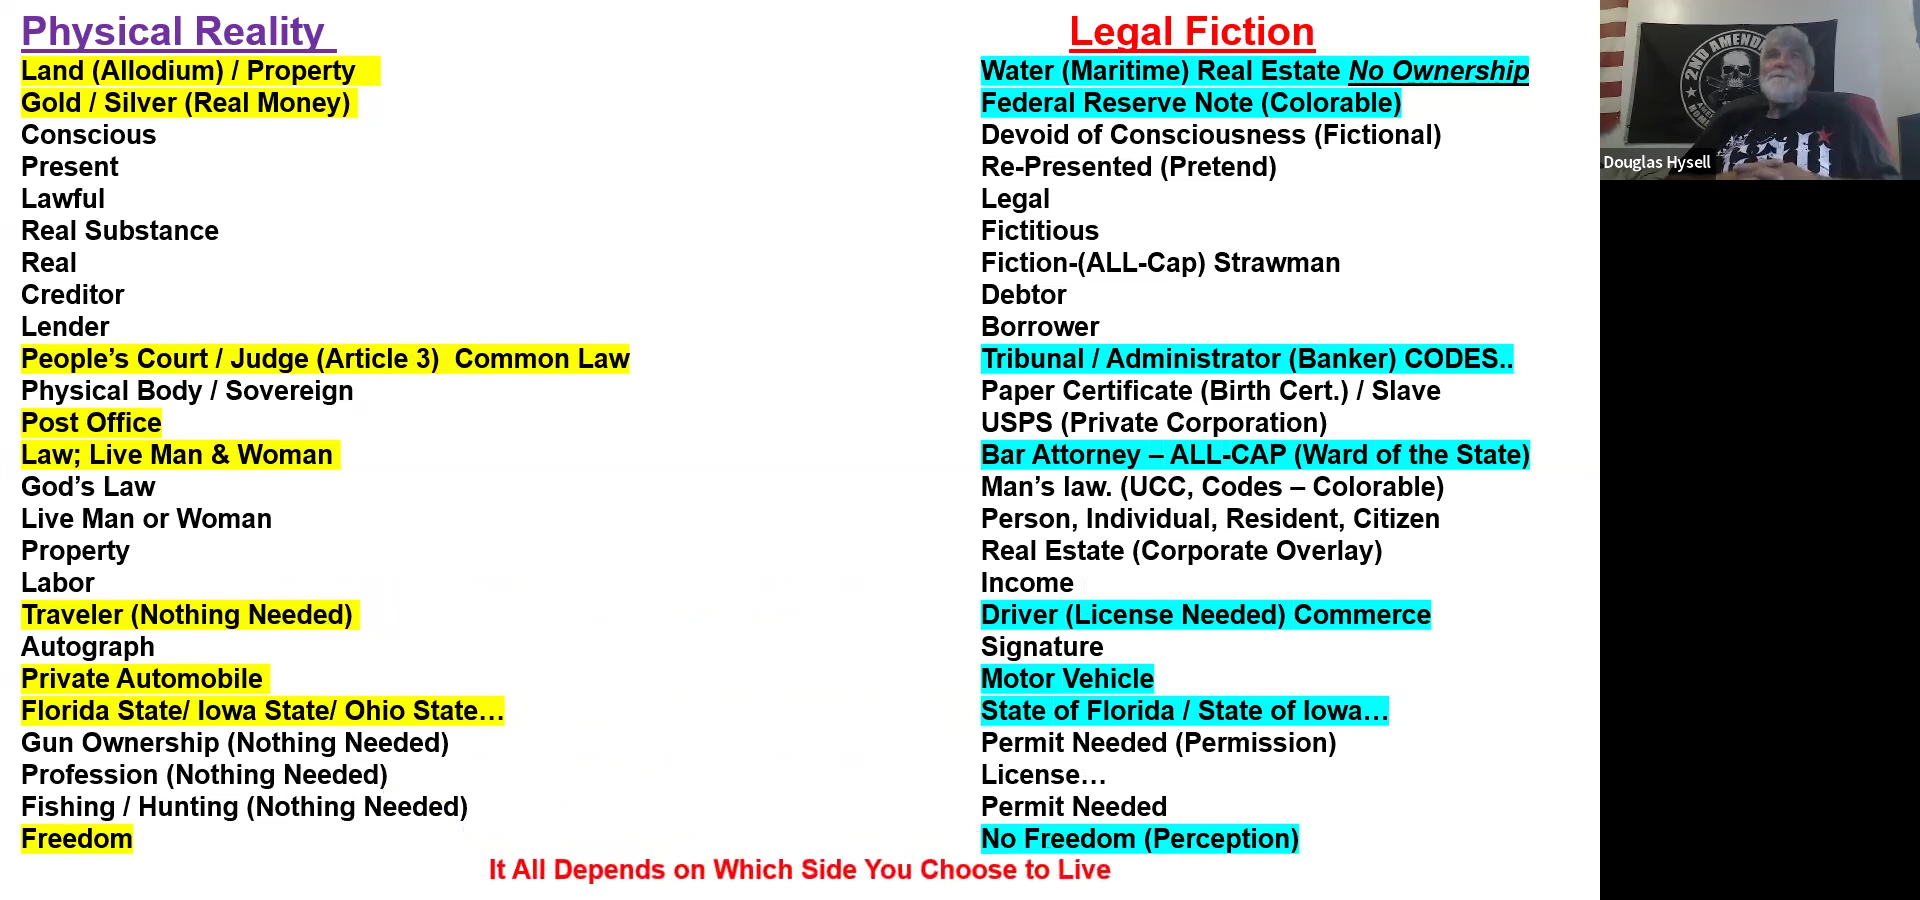 Physical Reality
Land (Allodium) / Property
Gold / Silver (Real Money)
Conscious
Present
Lawful
Real Substance
Real
Creditor
Lender
People’s Court / Judge (Article 3)  Common Law
Physical Body / Sovereign
Post Office
Law; Live Man & Woman
God’s Law
Live Man or Woman
Property
Labor
Traveler (Nothing Needed)
Autograph
Private Automobile
Florida State/ Iowa State/ Ohio State…
Gun Ownership (Nothing Needed)
Profession (Nothing Needed)
Fishing / Hunting (Nothing Needed)
Freedom
Legal Fiction
Water (Maritime) Real Estate No Ownership
Federal Reserve Note (Colorable)
Devoid of Consciousness (Fictional)
Re-Presented (Pretend)
Legal
Fictitious
Fiction-(ALL-Cap) Strawman
Debtor
Borrower
Tribunal / Administrator (Banker) CODES..
Paper Certificate (Birth Cert.) / Slave
USPS (Private Corporation)
Bar Attorney – ALL-CAP (Ward of the State)
Man’s law. (UCC, Codes – Colorable)
Person, Individual, Resident, Citizen
Real Estate (Corporate Overlay)
Income
Driver (License Needed) Commerce
Signature
Motor Vehicle
State of Florida / State of Iowa…
Permit Needed (Permission)
License…
Permit Needed
No Freedom (Perception)
It All Depends on Which Side You Choose to Live
2ND AMEND
Douglas Hysell